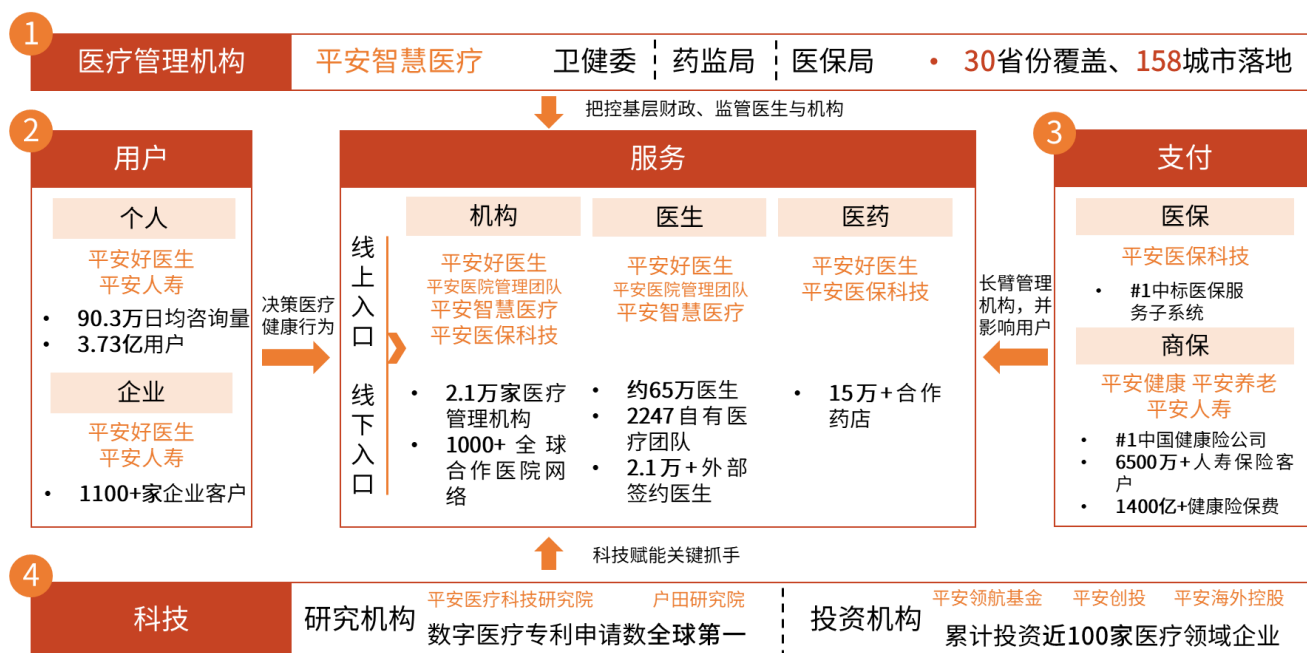 1
医疗管理机构
平安智慧医疗
卫健委
药监局
医保局
• 30省份覆盖、158城市落地
把控基层财政、监管医生与机构
2
用户
个人
平安好医生
平安人寿
• 90.3万日均咨询量
• 3.73亿用户
企业
平安好医生
平安人寿
• 1100+家企业客户
决策医疗
健康行为
服务
线上入口
线下入口
机构
平安好医生
平安医院管理团队
平安智慧医疗
平安医保科技
• 2.1万家医疗
管理机构
• 1000+全球
合作医院网
络
医生
平安好医生
平安医院管理团队
平安智慧医疗
• 约65万医生
• 2247自有医
疗团队
• 2.1万+外部
签约医生
医药
平安好医生
平安医保科技
• 15万+合作
药店
长臂管理
机构，并
影响用户
3
支付
医保
平安医保科技
• #1中标医保服
务子系统
商保
平安健康 平安养老
平安人寿
• #1中国健康险公司
• 6500万+人寿保险客
户
• 1400亿+健康险保费
科技赋能关键抓手
4
科技
研究机构
平安医疗科技研究院
户田研究院
数字医疗专利申请数全球第一
投资机构
平安领航基金
平安创投
平安海外控股
累计投资近100家医疗领域企业